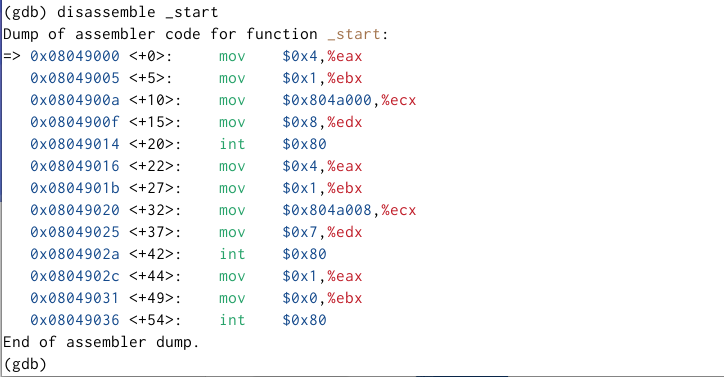 (gdb) disassemble _start
Dump of assembler code for function _start:
=> 0x08049000 <+0>:     mov    $0x4,%eax
   0x08049005 <+5>:     mov    $0x1,%ebx
   0x0804900a <+10>:    mov    $0x804a000,%ecx
   0x0804900f <+15>:    mov    $0x8,%edx
   0x08049014 <+20>:    int    $0x80
   0x08049016 <+22>:    mov    $0x4,%eax
   0x0804901b <+27>:    mov    $0x1,%ebx
   0x08049020 <+32>:    mov    $0x804a008,%ecx
   0x08049025 <+37>:    mov    $0x7,%edx
   0x0804902a <+42>:    int    $0x80
   0x0804902c <+44>:    mov    $0x1,%eax
   0x08049031 <+49>:    mov    $0x0,%ebx
   0x08049036 <+54>:    int    $0x80
End of assembler dump.
(gdb)